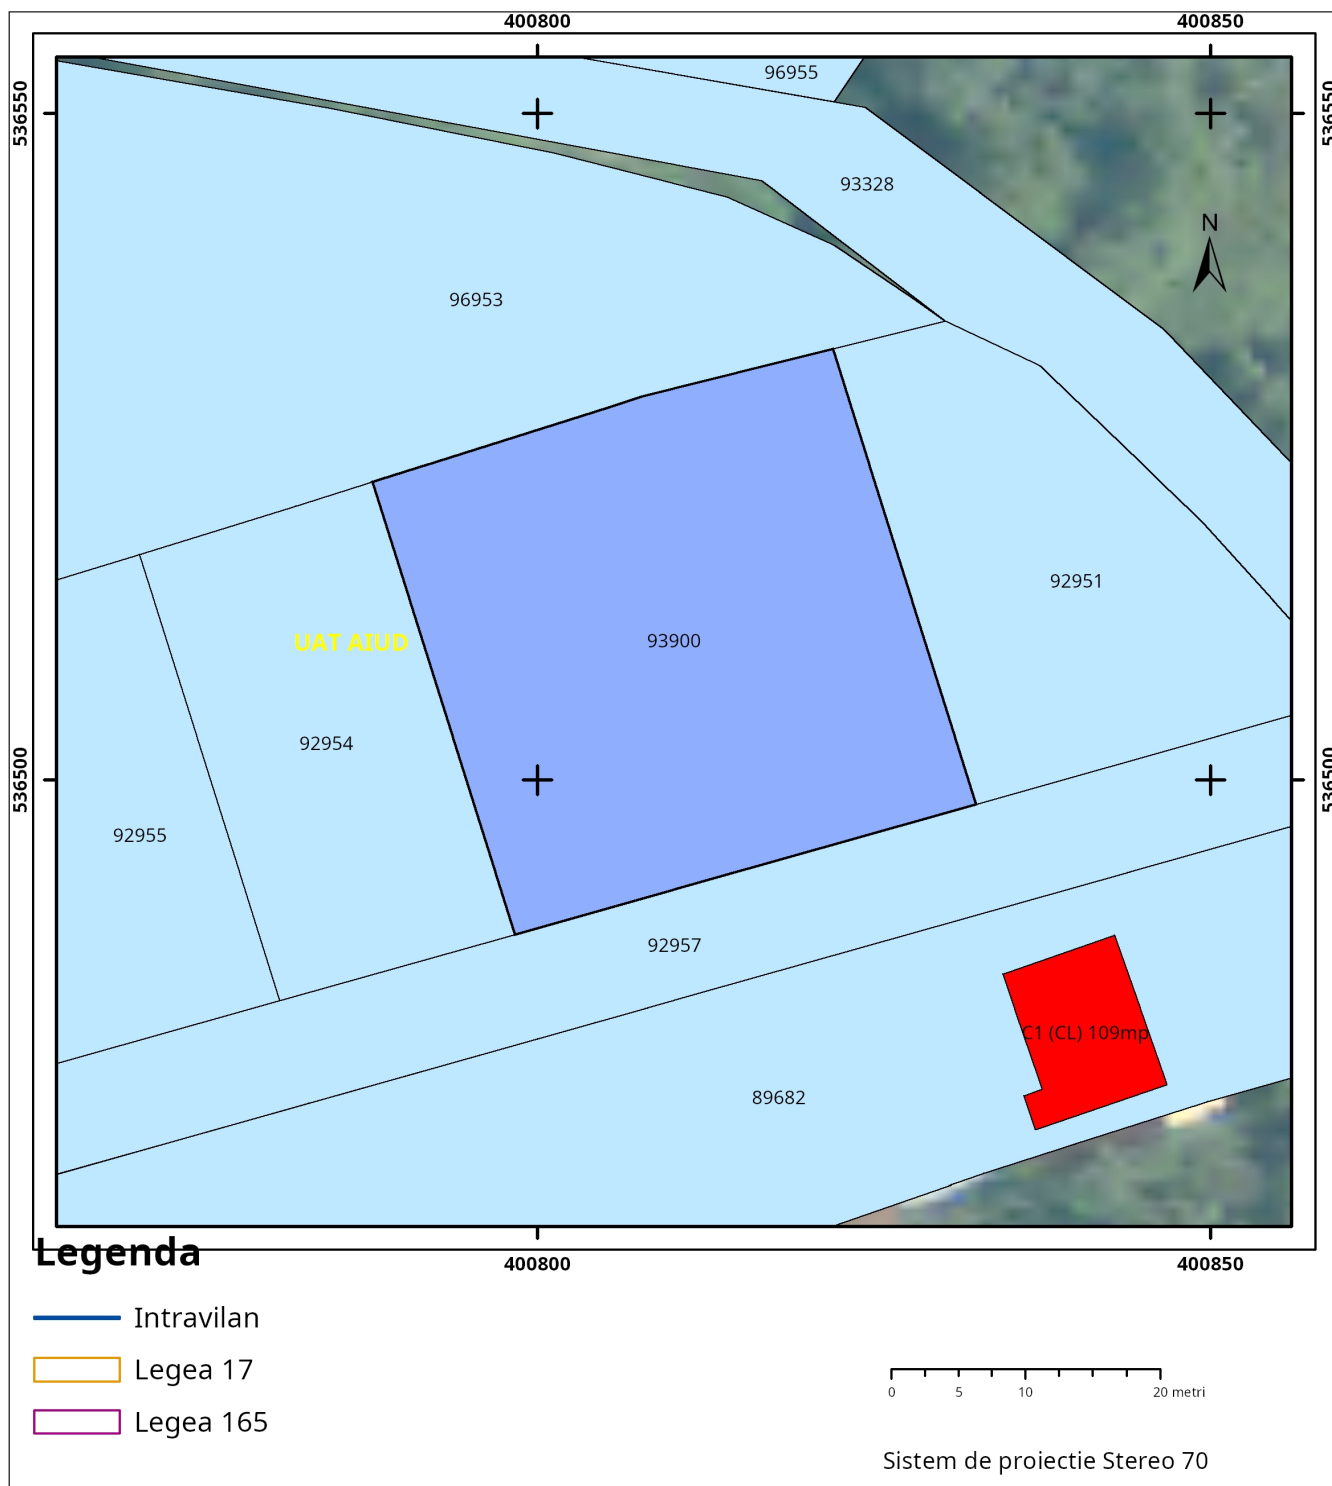 400800 400850
96955
536550
536550
93328
N
96953
92951
UAT AIUD
93900
92954
536500
536500
92955
92957
C1 (CL) 109mp
89682
400800 400850
Legenda
Intravilan
Legea 17
Legea 165
0 5 10 20 metri
Sistem de proiectie Stereo 70